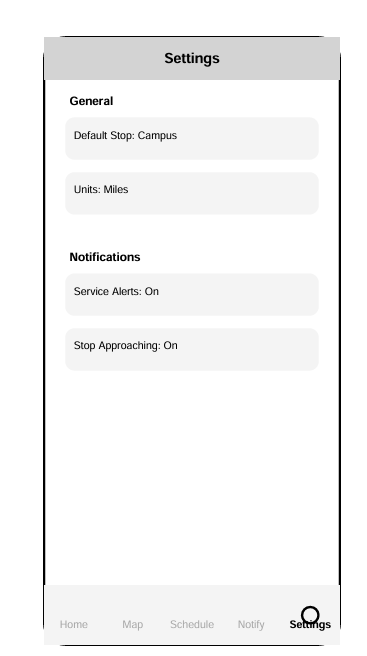 Settings
General
Default Stop: Campus
Units: Miles
Notifications
Service Alerts: On
Stop Approaching: On
Home Map Schedule Notify Settings